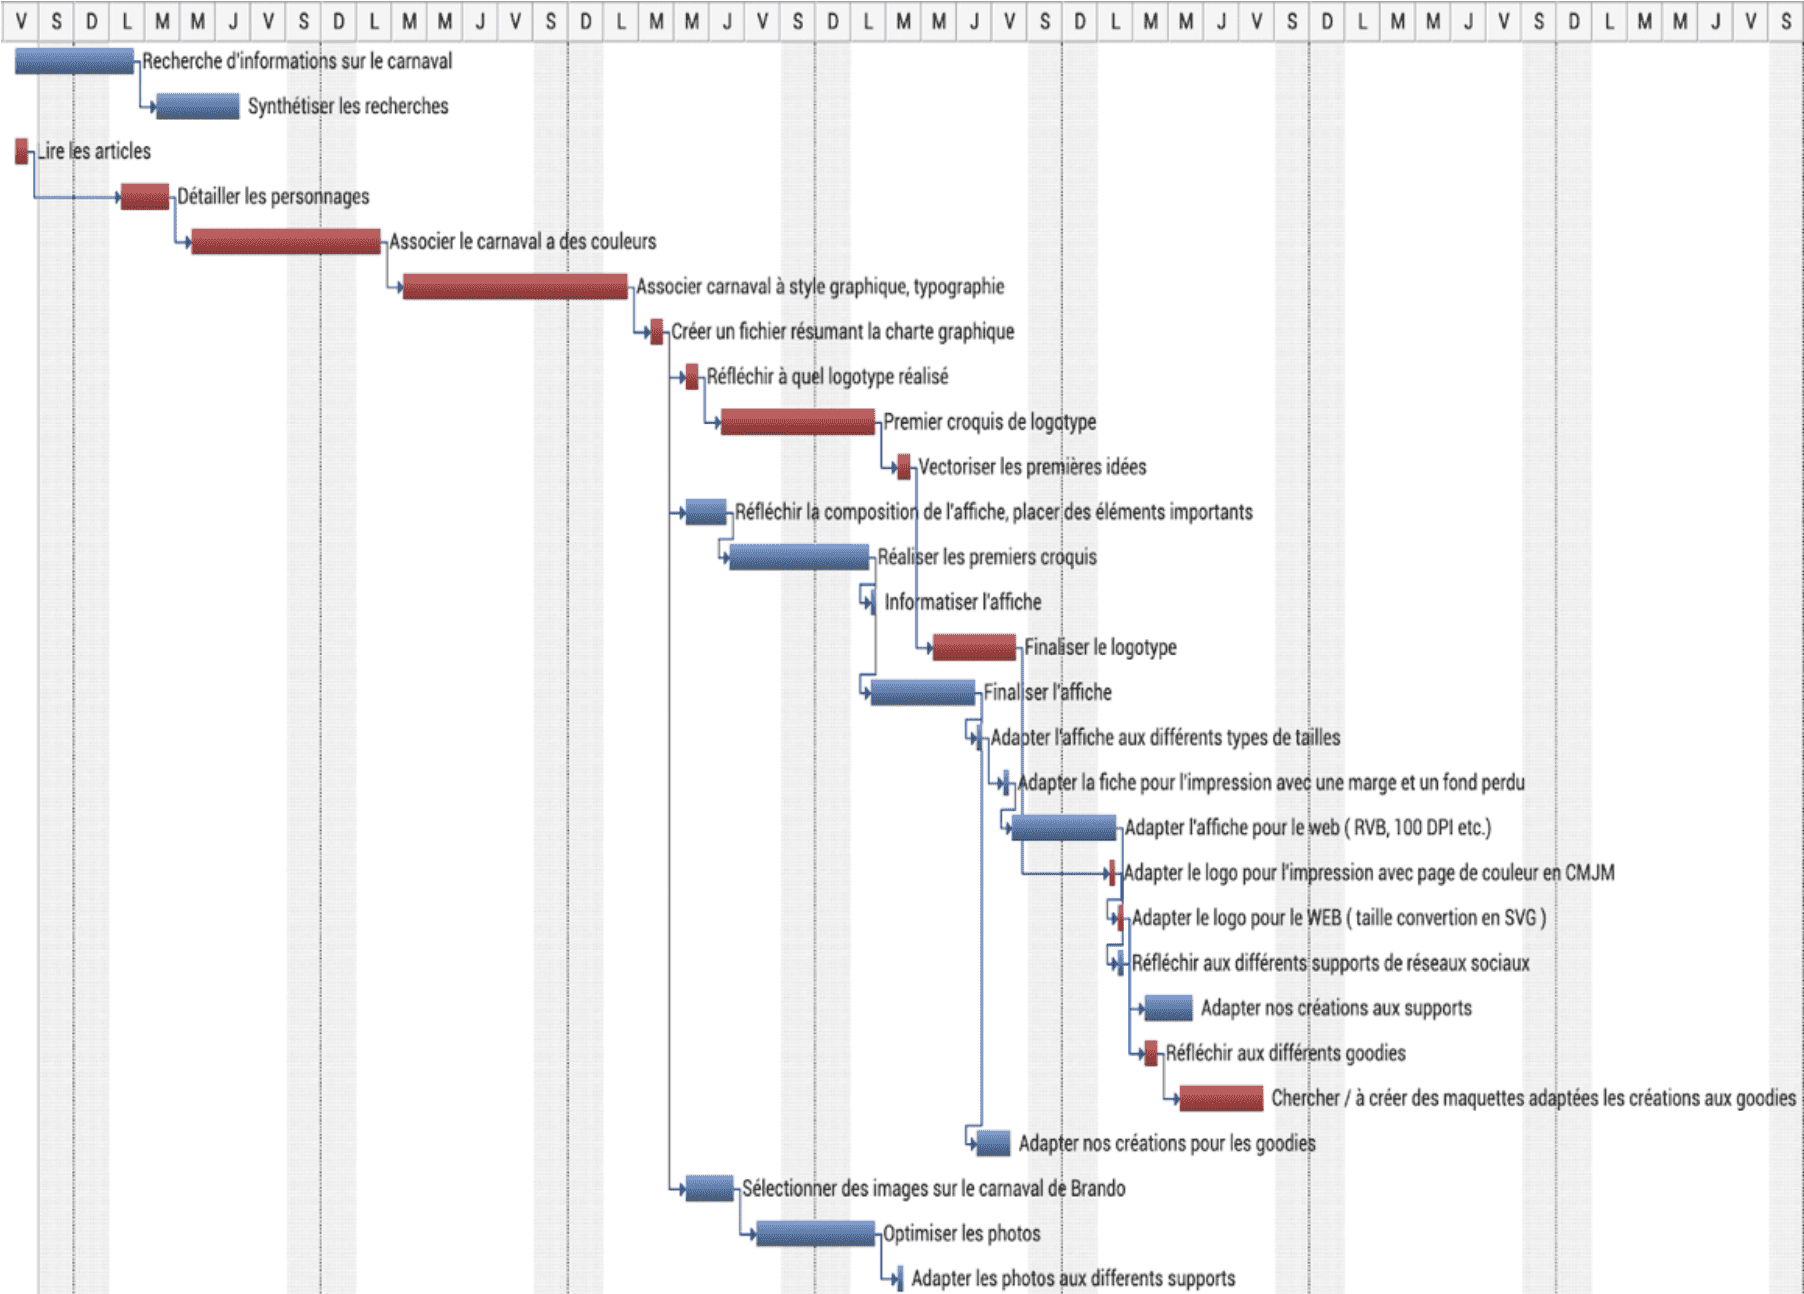 V S D L M M J V S D L M M J V S D L M M J V S D L M M J V S D L M M J V S D L M M J V S D L M M J V S
Recherche d'informations sur le carnaval
Synthétiser les recherches
Lire les articles
Détailler les personnages
Associer le carnaval a des couleurs
Associer carnaval à style graphique, typographie
Créer un fichier résumant la charte graphique
Réfléchir à quel logotype réalisé
Premier croquis de logotype
Vectoriser les premières idées
Réfléchir la composition de l'affiche, placer des éléments importants
Réaliser les premiers croquis
Informatiser l'affiche
Finaliser le logotype
Finaliser l'affiche
Adapter l'affiche aux différents types de tailles
Adapter la fiche pour l'impression avec une marge et un fond perdu
Adapter l'affiche pour le web ( RVB, 100 DPI etc.)
Adapter le logo pour l'impression avec page de couleur en CMJM
Adapter le logo pour le WEB ( taille convertion en SVG )
Réfléchir aux différents supports de réseaux sociaux
Adapter nos créations aux supports
Réfléchir aux différents goodies
Chercher / à créer des maquettes adaptées les créations aux goodies
Adapter nos créations pour les goodies
Sélectionner des images sur le carnaval de Brando
Optimiser les photos
Adapter les photos aux differents supports